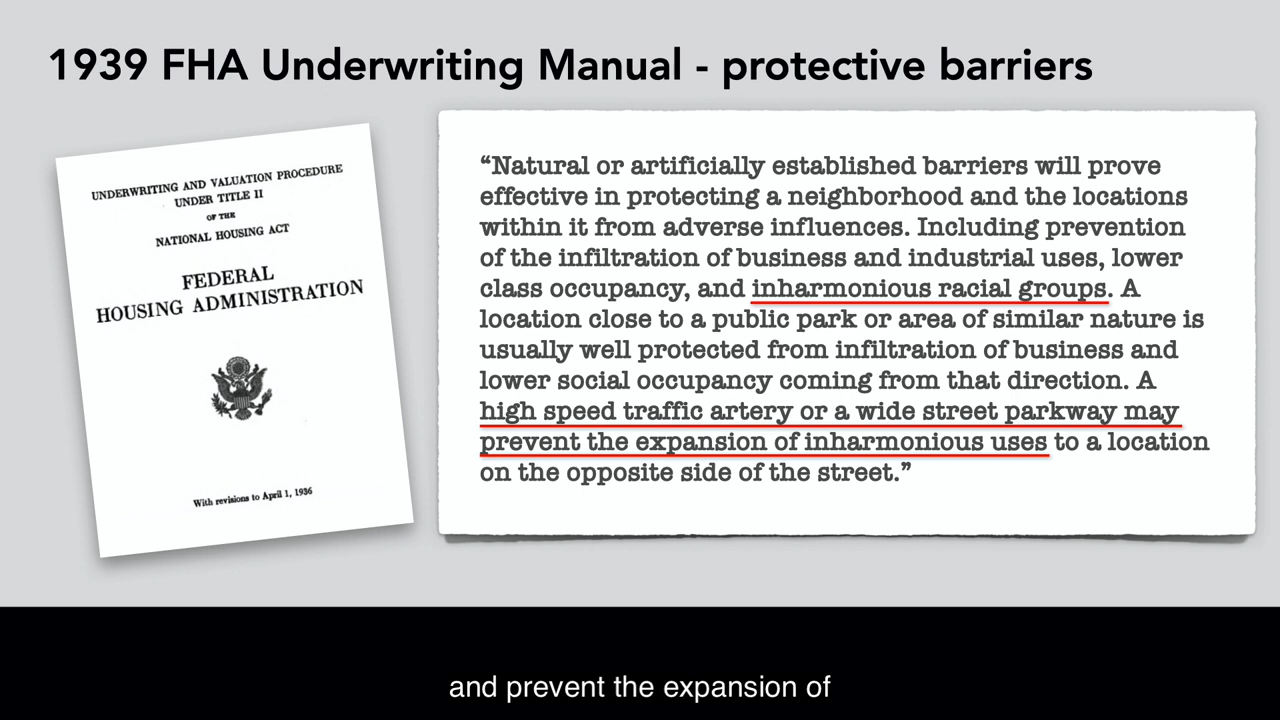 1939 FHA Underwriting Manual - protective barriers
UNDERWRITING AND VALUATION PROCEDURE
UNDER TITLE II
OF THE
NATIONAL HOUSING ACT
FEDERAL
HOUSING ADMINISTRATION
With revisions to April 1, 1936
“Natural or artificially established barriers will prove
effective in protecting a neighborhood and the locations
within it from adverse influences. Including prevention
of the infiltration of business and industrial uses, lower
class occupancy, and inharmonious racial groups. A
location close to a public park or area of similar nature is
usually well protected from infiltration of business and
lower social occupancy coming from that direction. A
high speed traffic artery or a wide street parkway may
prevent the expansion of inharmonious uses to a location
on the opposite side of the street.”
and prevent the expansion of